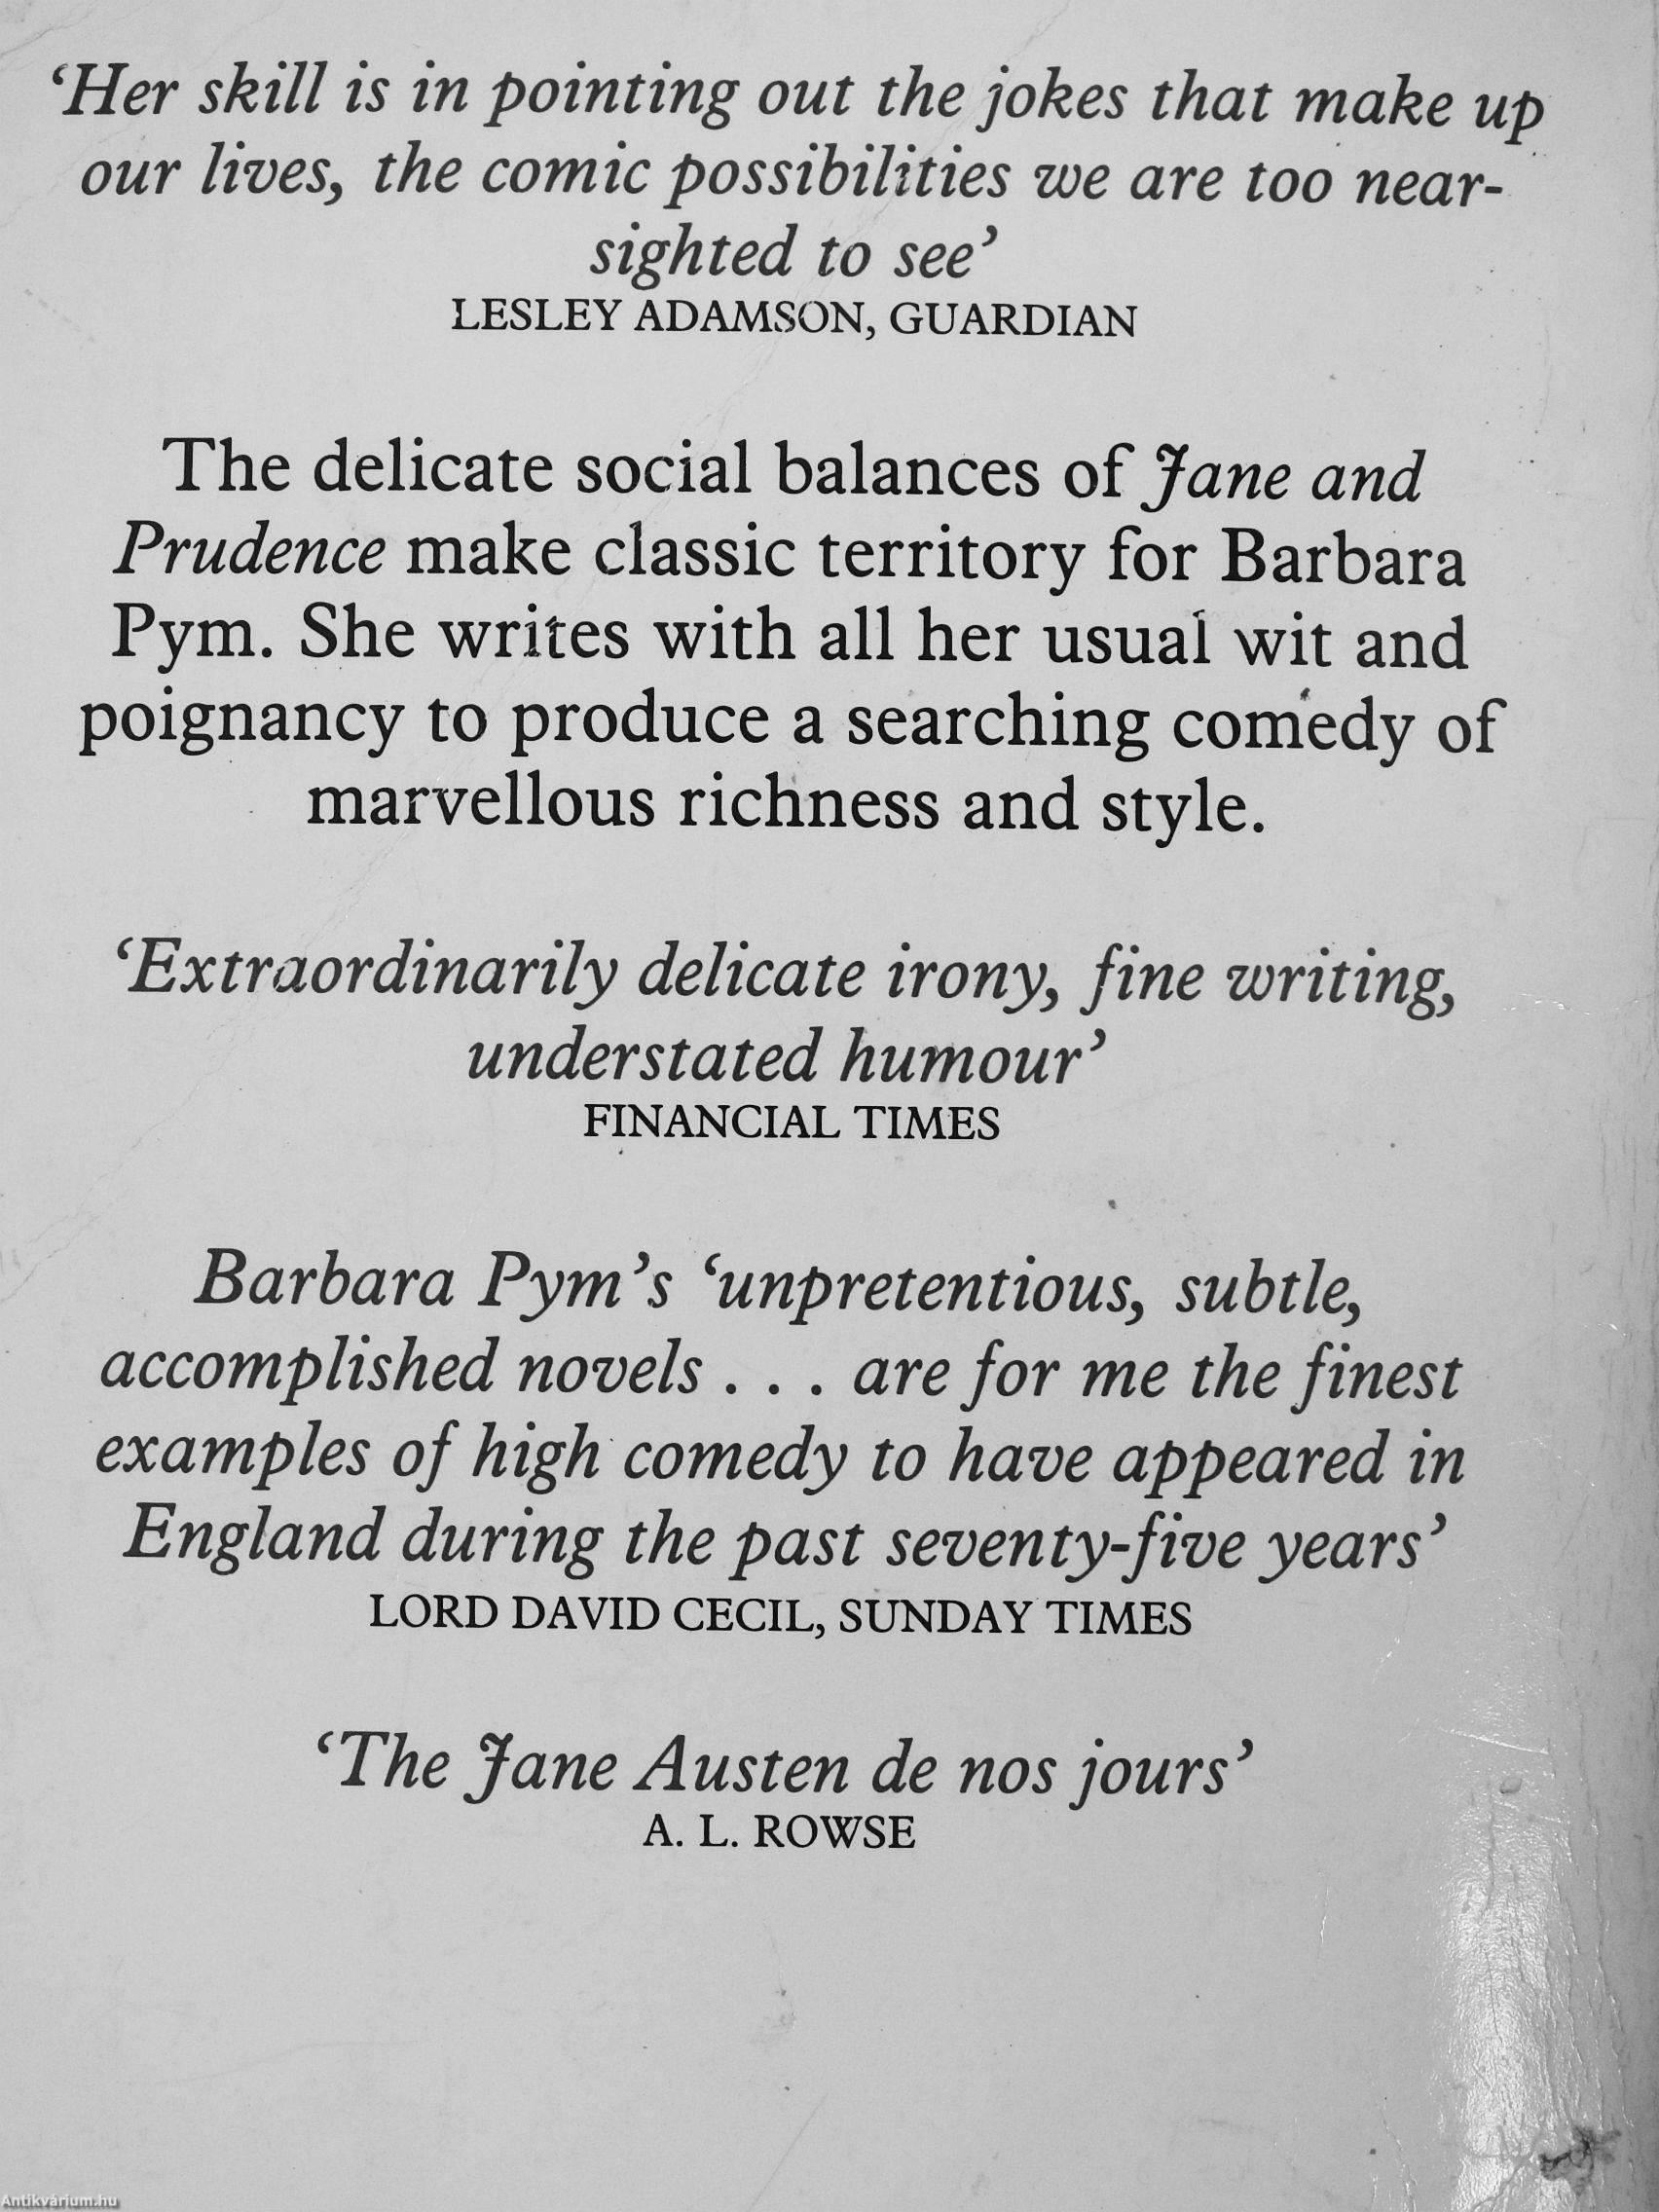 ‘Her skill is in pointing out the jokes that make up
our lives, the comic possibilities we are too near-
sighted to see’
LESLEY ADAMSON, GUARDIAN
The delicate social balances of Jane and
Prudence make classic territory for Barbara
Pym. She writes with all her usual wit and
poignancy to produce a searching comedy of
marvellous richness and style.
‘Extraordinarily delicate irony, fine writing,
understated humour’
FINANCIAL TIMES
Barbara Pym’s ‘unpretentious, subtle,
accomplished novels . . . are for me the finest
examples of high comedy to have appeared in
England during the past seventy-five years’
LORD DAVID CECIL, SUNDAY TIMES
‘The Jane Austen de nos jours’
A. L. ROWSE
Antikvárium.hu